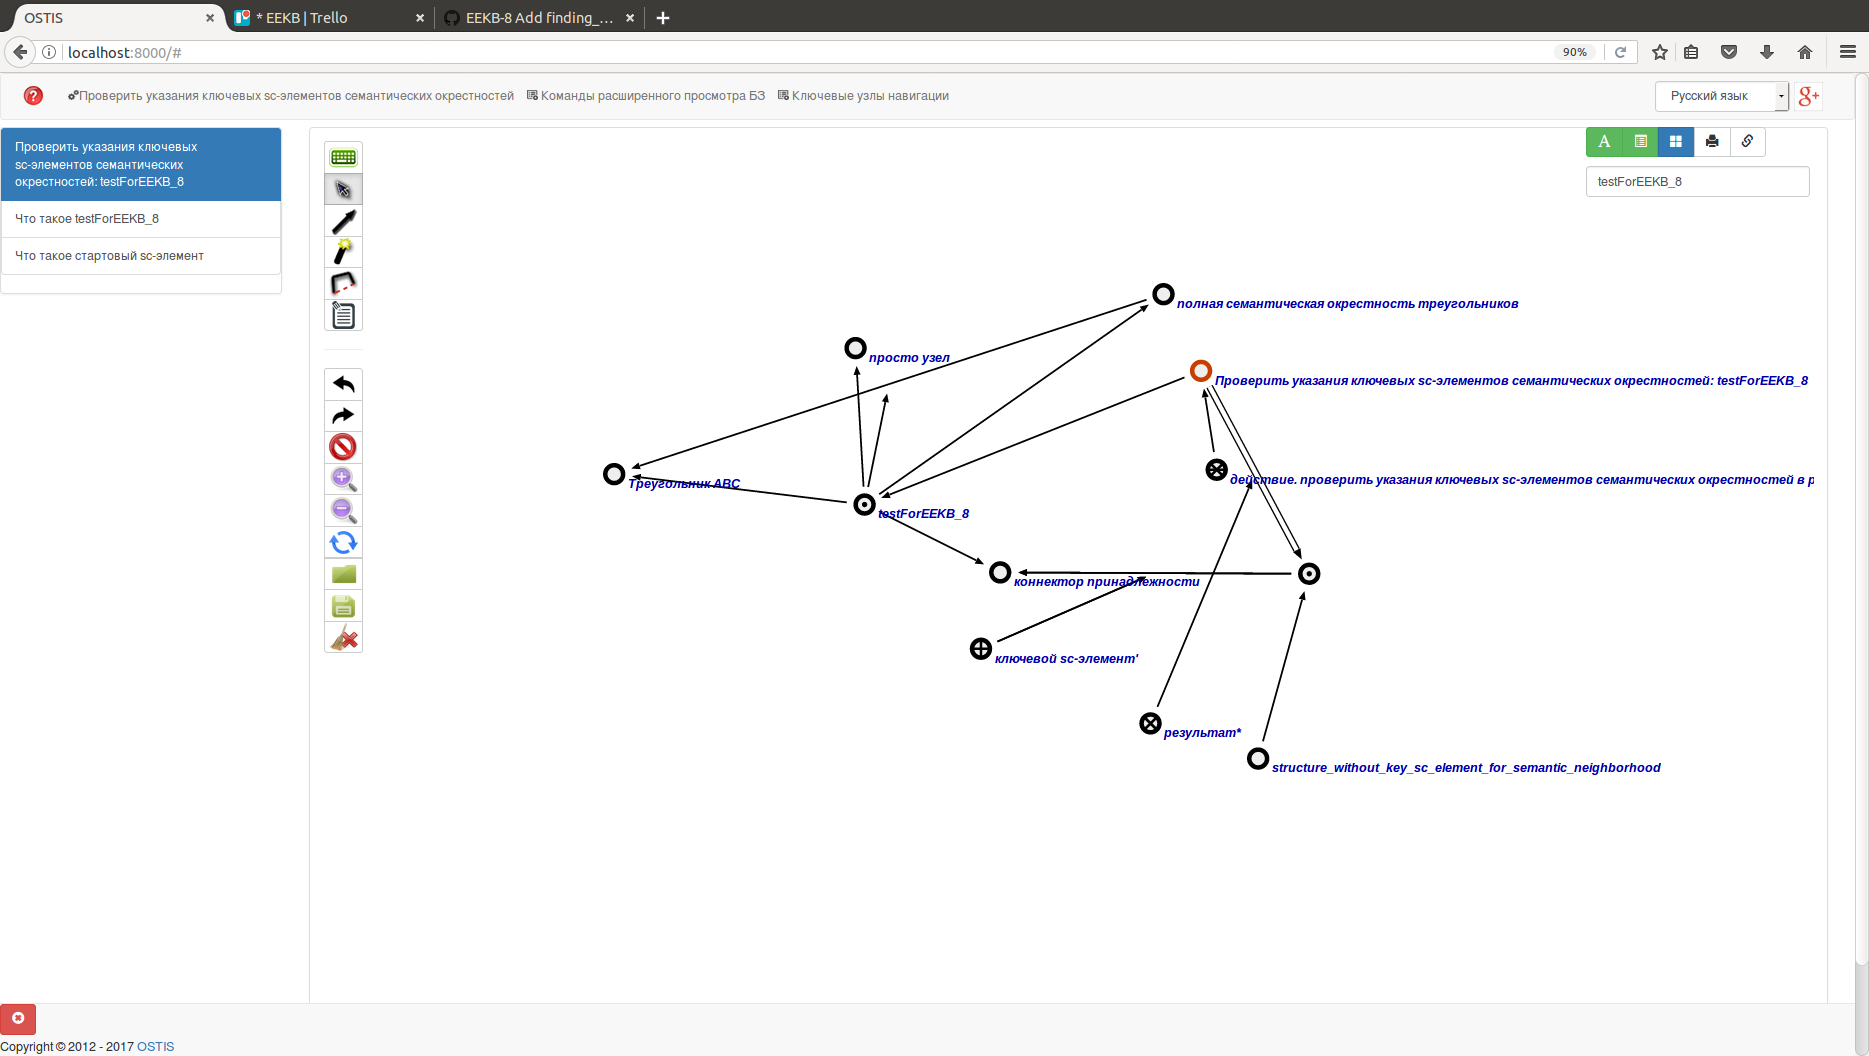 OSTIS
* EEKB | Trello
EEKB-8 Add finding_...
localhost:8000/#
90%
Проверить указания ключевых sc-элементов семантических окрестностей
Команды расширенного просмотра БЗ
Ключевые узлы навигации
Русский язык
g+
Проверить указания ключевых
sc-элементов семантических
окрестностей: testForEEKB_8
Что такое testForEEKB_8
Что такое стартовый sc-элемент
A
testForEEKB_8
полная семантическая окрестность треугольников
просто узел
Проверить указания ключевых sc-элементов семантических окрестностей: testForEEKB_8
Треугольник ABC
действие. проверить указания ключевых sc-элементов семантических окрестностей в р
testForEEKB_8
коннектор принадлежности
ключевой sc-элемент'
результат*
structure_without_key_sc_element_for_semantic_neighborhood
Copyright © 2012 - 2017 OSTIS